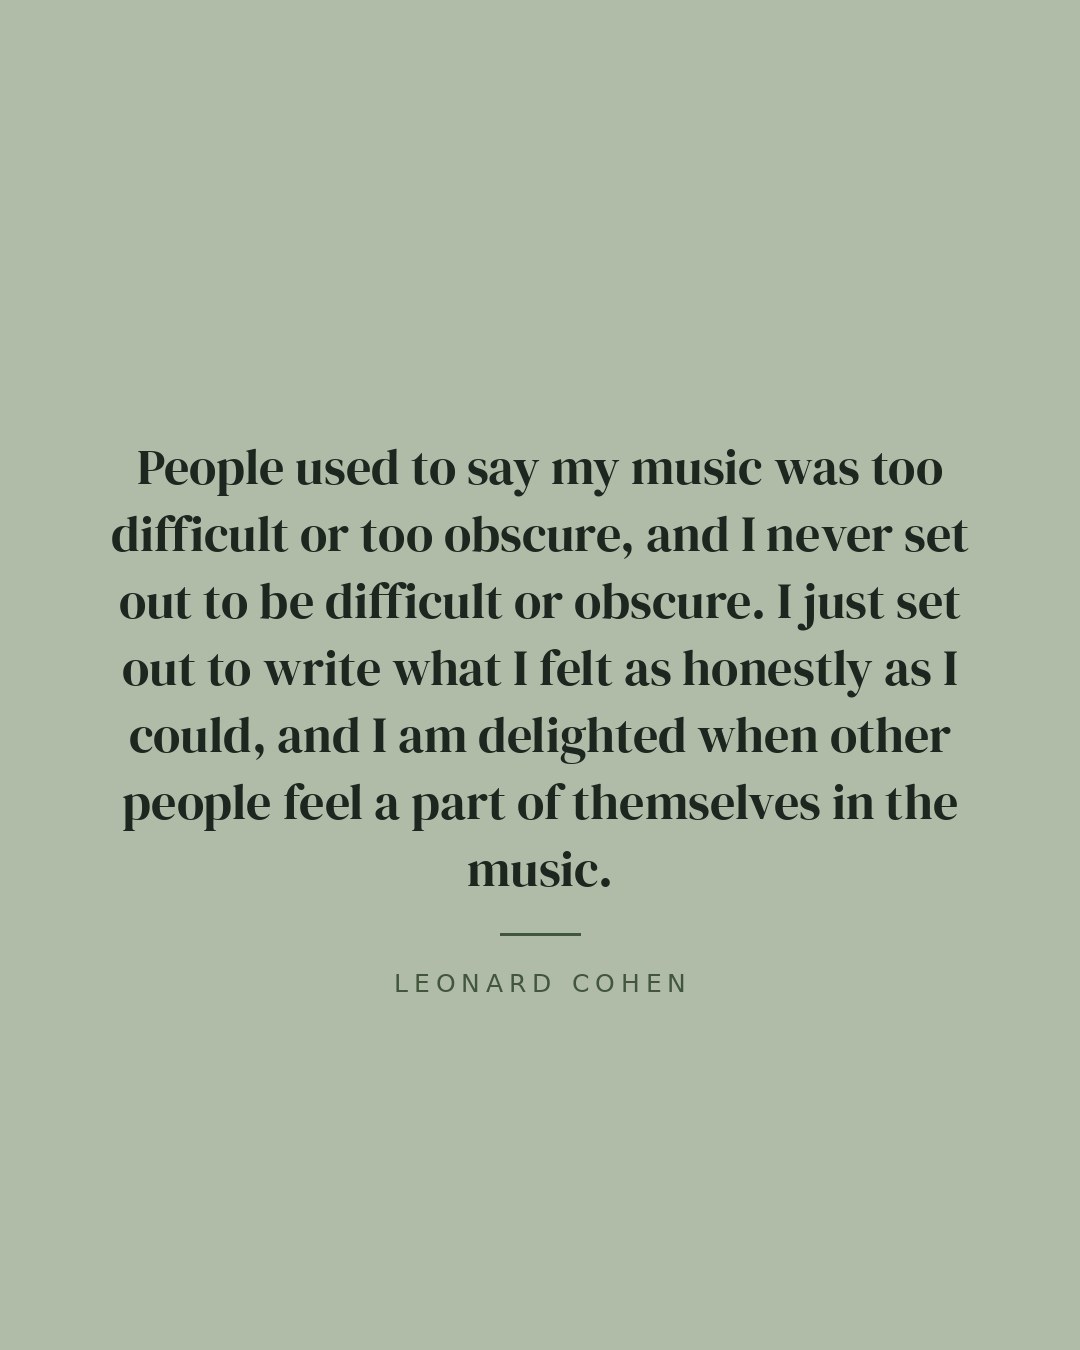 People used to say my music was too
difficult or too obscure, and I never set
out to be difficult or obscure. I just set
out to write what I felt as honestly as I
could, and I am delighted when other
people feel a part of themselves in the
music.
LEONARD COHEN